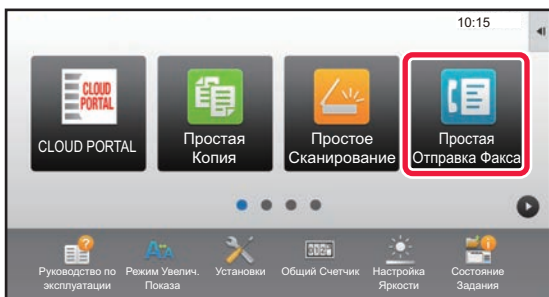 10:15
CLOUD
PORTAL
CLOUD PORTAL
Простая
Копия
Простое
Сканирование
Простая
Отправка Факса
Руководство по
эксплуатации
Режим Увелич.
Показа
Установки
Общий Счетчик
Настройка
Яркости
Состояние
Задания